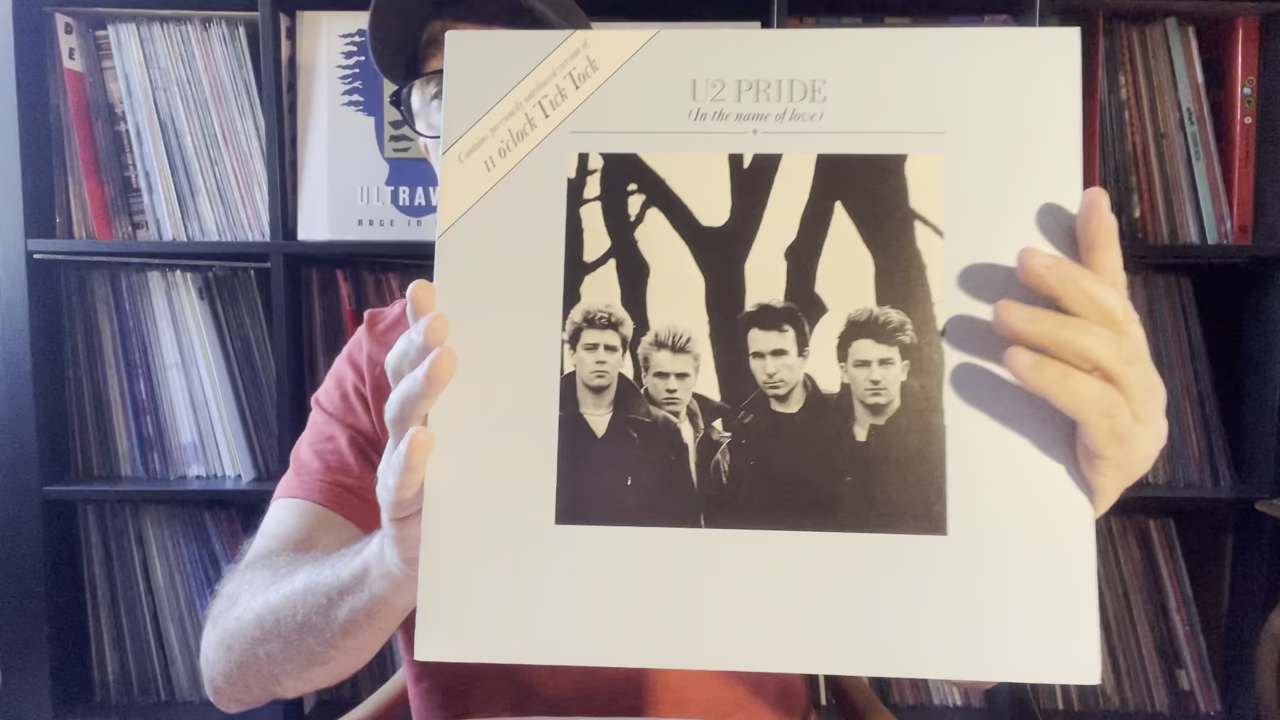 DE
Contains previously unreleased version of
11 o'clock Tick Tock
U2 PRIDE
(In the name of love)
ULTRAV
RAGE IN